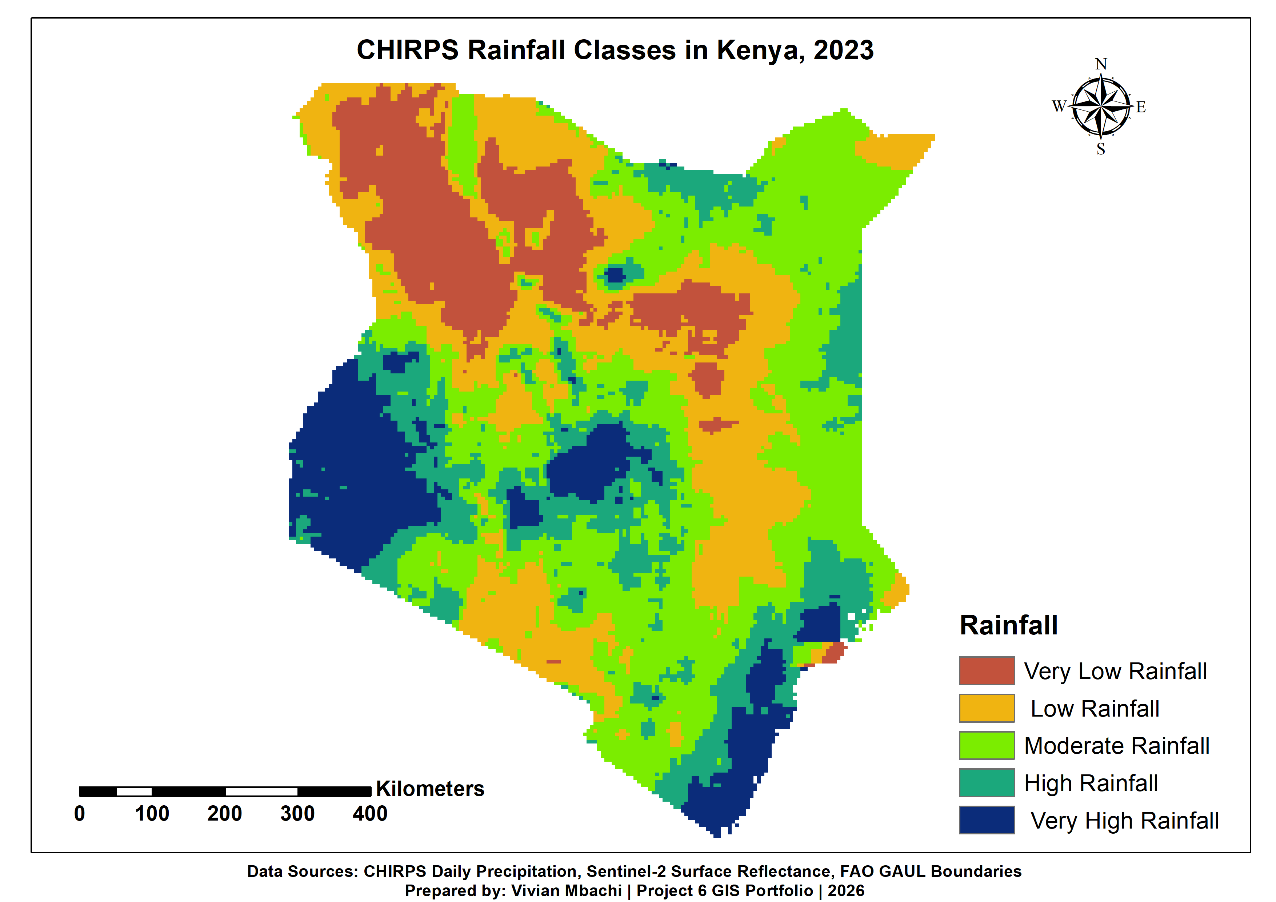 CHIRPS Rainfall Classes in Kenya, 2023
N
W E
S
Rainfall
Very Low Rainfall
Low Rainfall
Moderate Rainfall
High Rainfall
Very High Rainfall
Kilometers
0 100 200 300 400
Data Sources: CHIRPS Daily Precipitation, Sentinel-2 Surface Reflectance, FAO GAUL Boundaries
Prepared by: Vivian Mbachi | Project 6 GIS Portfolio | 2026